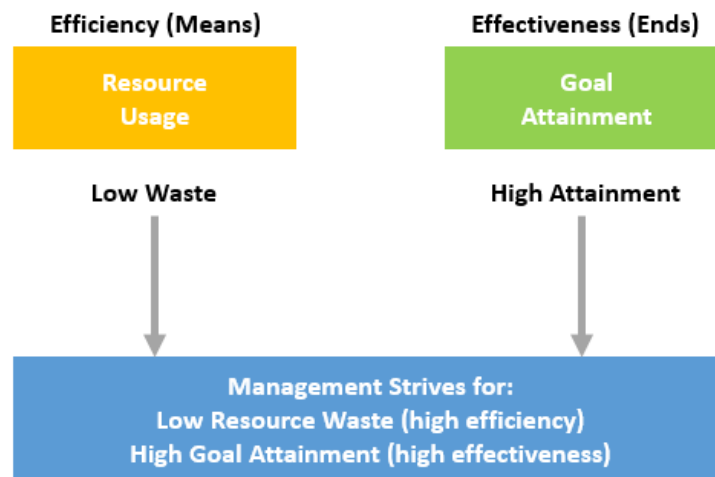 Efficiency (Means)
Effectiveness (Ends)
Resource
Usage
Goal
Attainment
Low Waste
High Attainment
Management Strives for:
Low Resource Waste (high efficiency)
High Goal Attainment (high effectiveness)